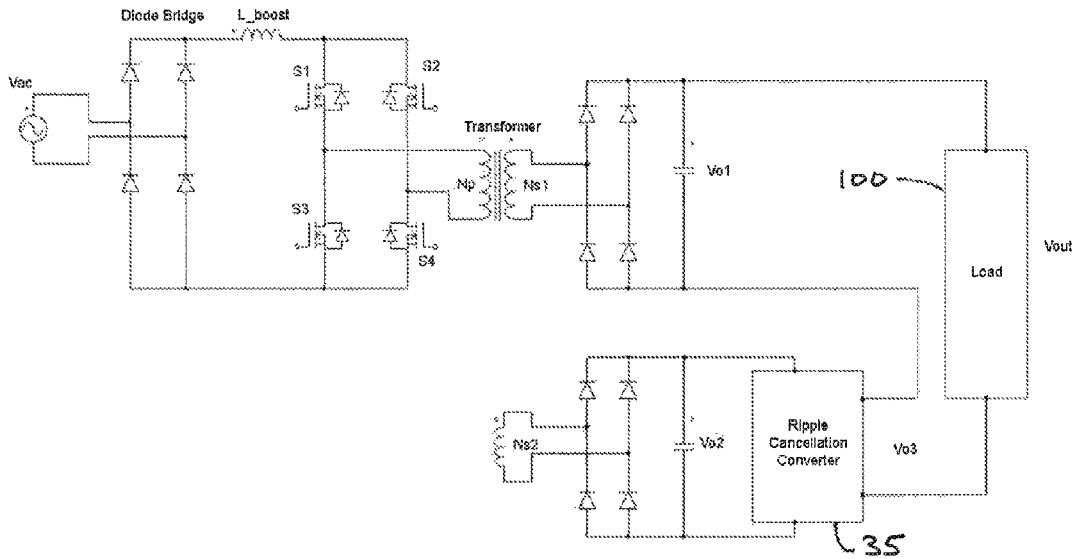 Diode Bridge
L_boost
Vac
S1
S2
Transformer
Np
Ns1
Vo1
S3
S4
100
Load
Vout
Ns2
Vo2
Ripple
Cancellation
Converter
Vo3
35